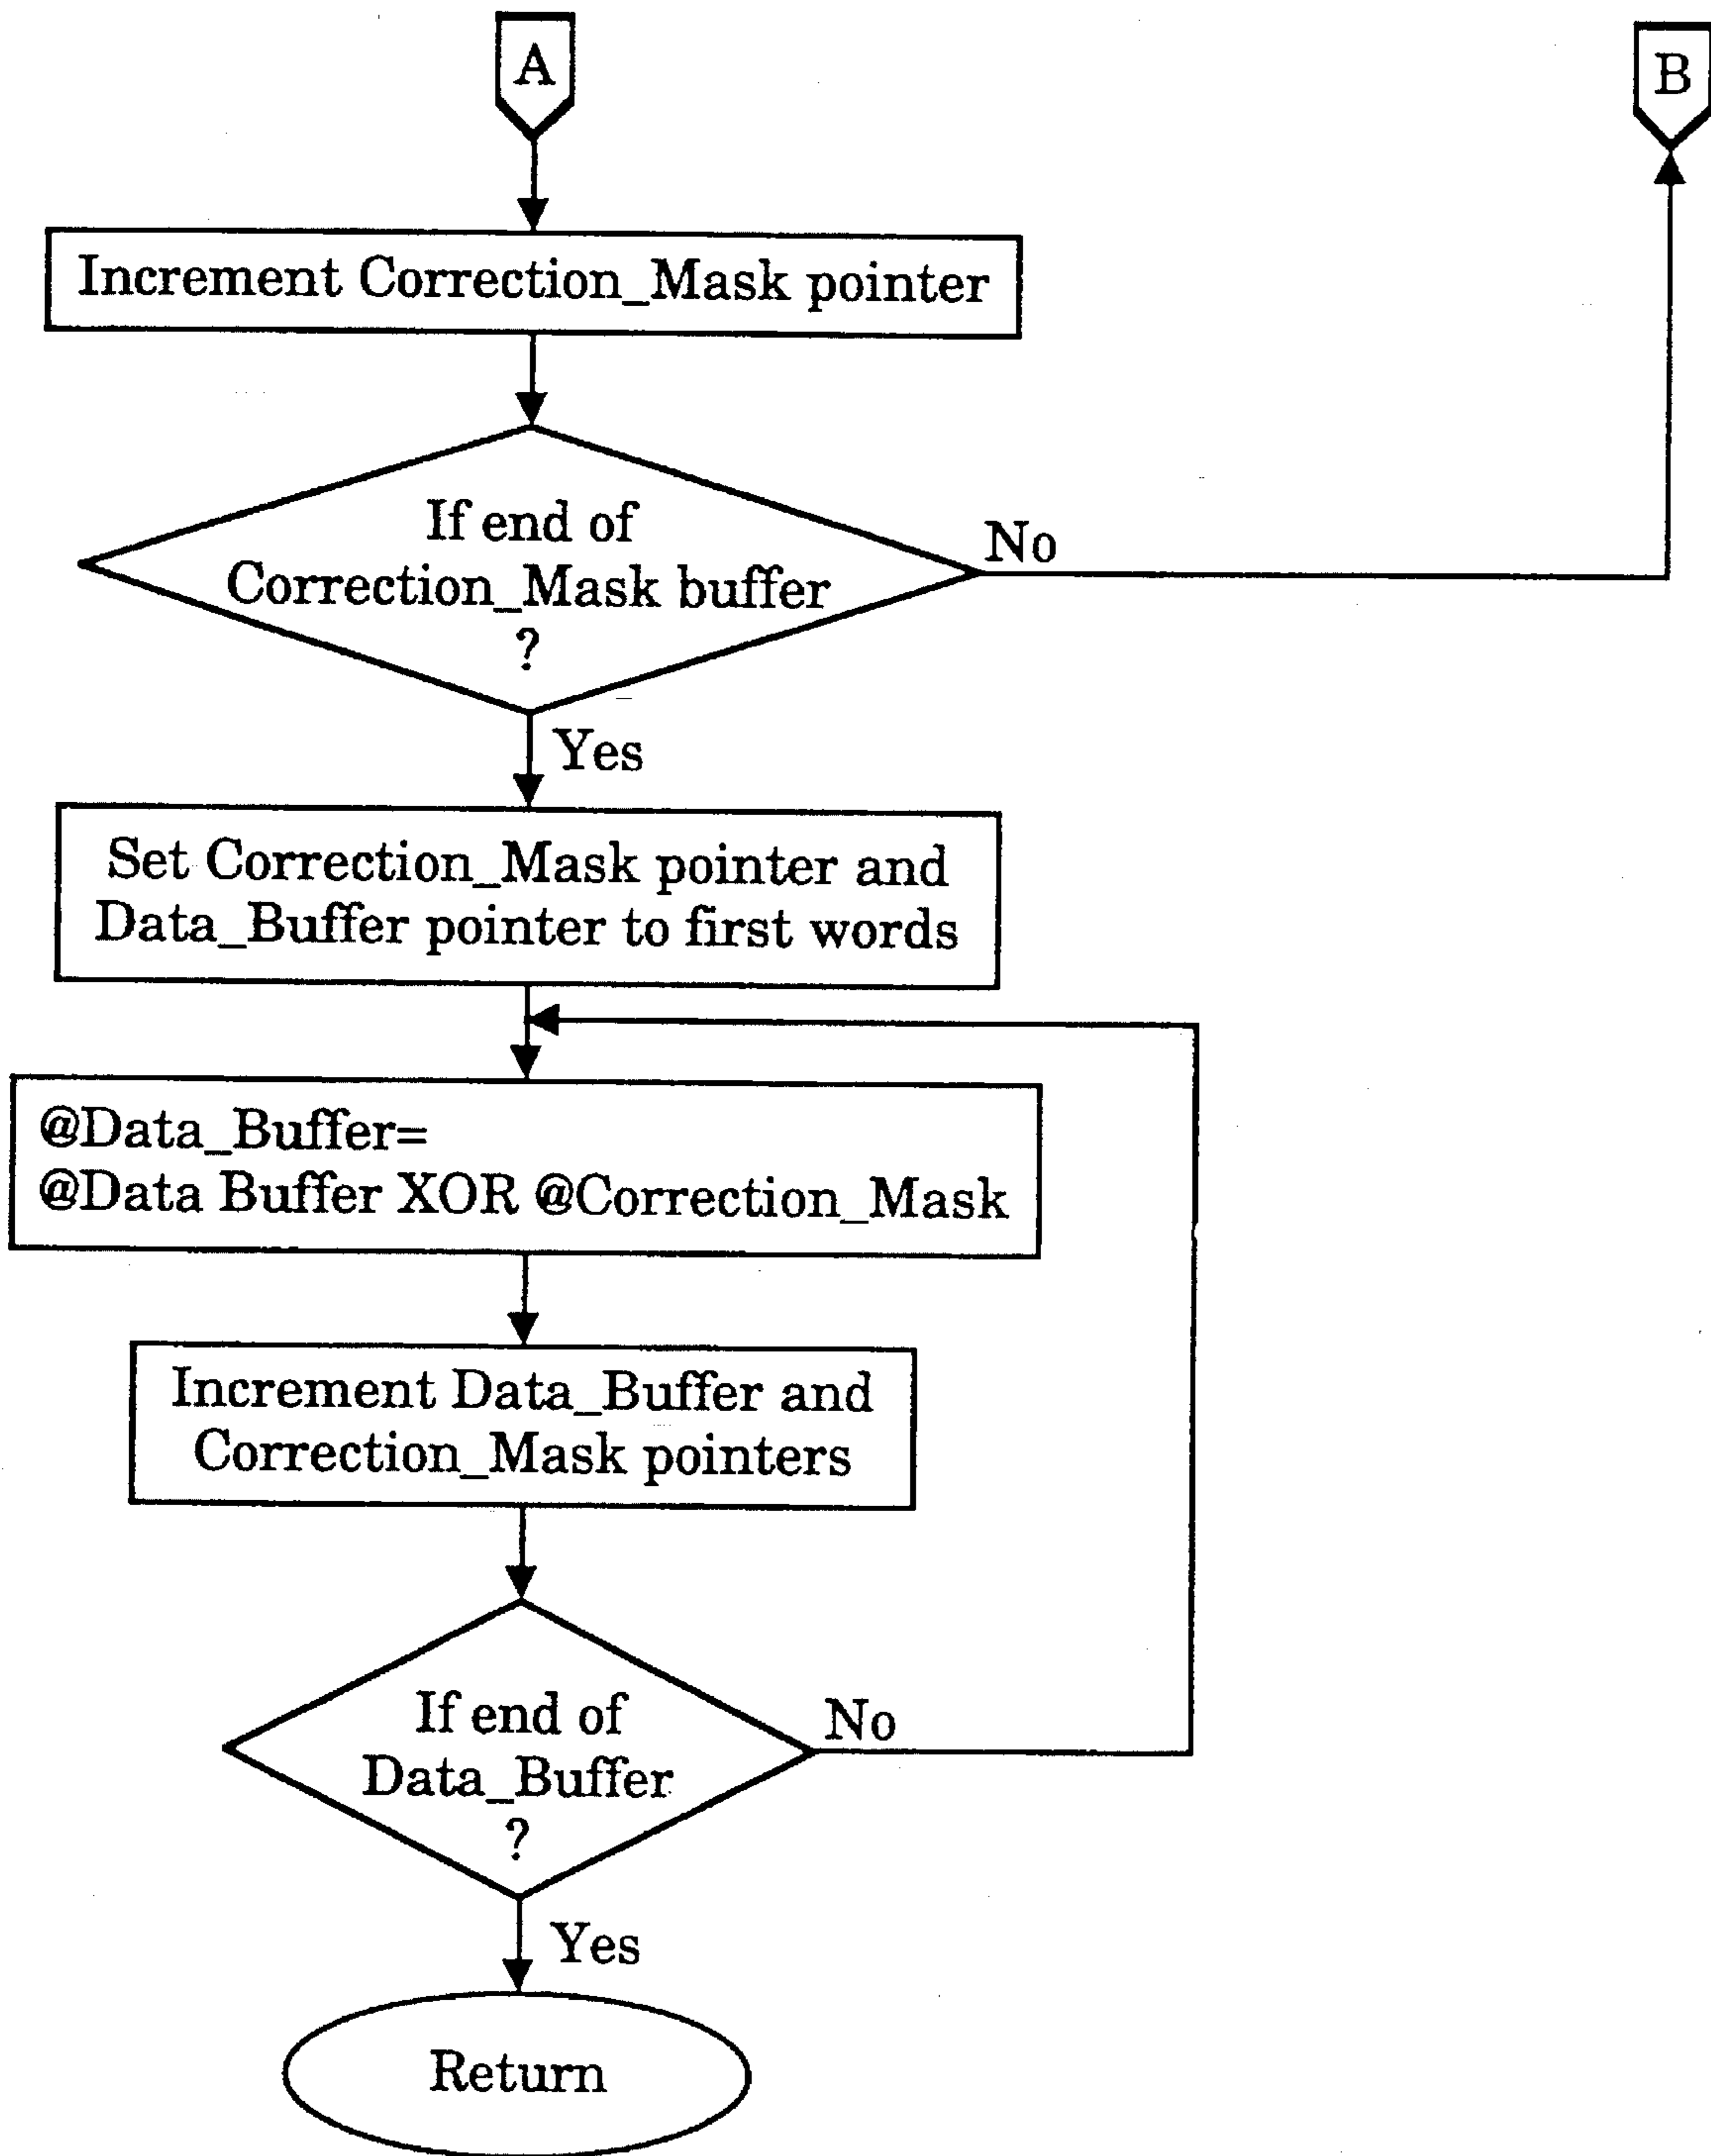 A
B
Increment Correction_Mask pointer
If end of
Correction_Mask buffer
?
No
Yes
Set Correction_Mask pointer and
Data_Buffer pointer to first words
@Data_Buffer=
@Data Buffer XOR @Correction_Mask
Increment Data_Buffer and
Correction_Mask pointers
If end of
Data_Buffer
?
No
Yes
Return